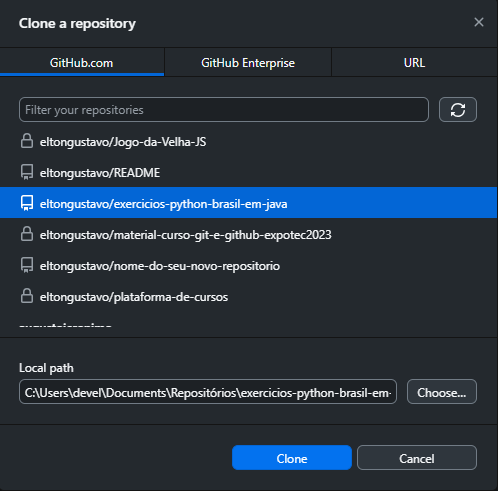 Clone a repository
GitHub.com GitHub Enterprise URL
Filter your repositories
eltongustavo/Jogo-da-Velha-JS
eltongustavo/README
eltongustavo/exercicios-python-brasil-em-java
eltongustavo/material-curso-git-e-github-expotec2023
eltongustavo/nome-do-seu-novo-repositorio
eltongustavo/plataforma-de-cursos
Local path
C:\Users\devel\Documents\Repositórios\exercicios-python-brasil-em- Choose...
Clone Cancel